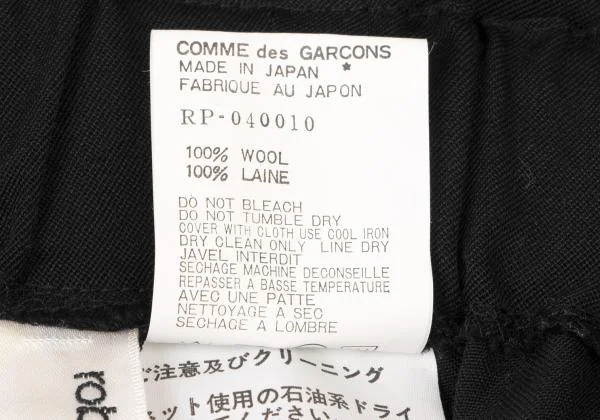 COMME des GARCONS
MADE IN JAPAN *
FABRIQUE AU JAPON
RP-040010
100% WOOL
100% LAINE
DO NOT BLEACH
DO NOT TUMBLE DRY
COVER WITH CLOTH USE COOL IRON
DRY CLEAN ONLY LINE DRY
JAVEL INTERDIT
SECHAGE MACHINE DECONSEILLE
REPASSER A BASSE TEMPERATURE
AVEC UNE PATTE
NETTOYAGE A SEC
SECHAGE A LOMBRE
ご注意及びクリーニング
ネット使用の石油系ドライ